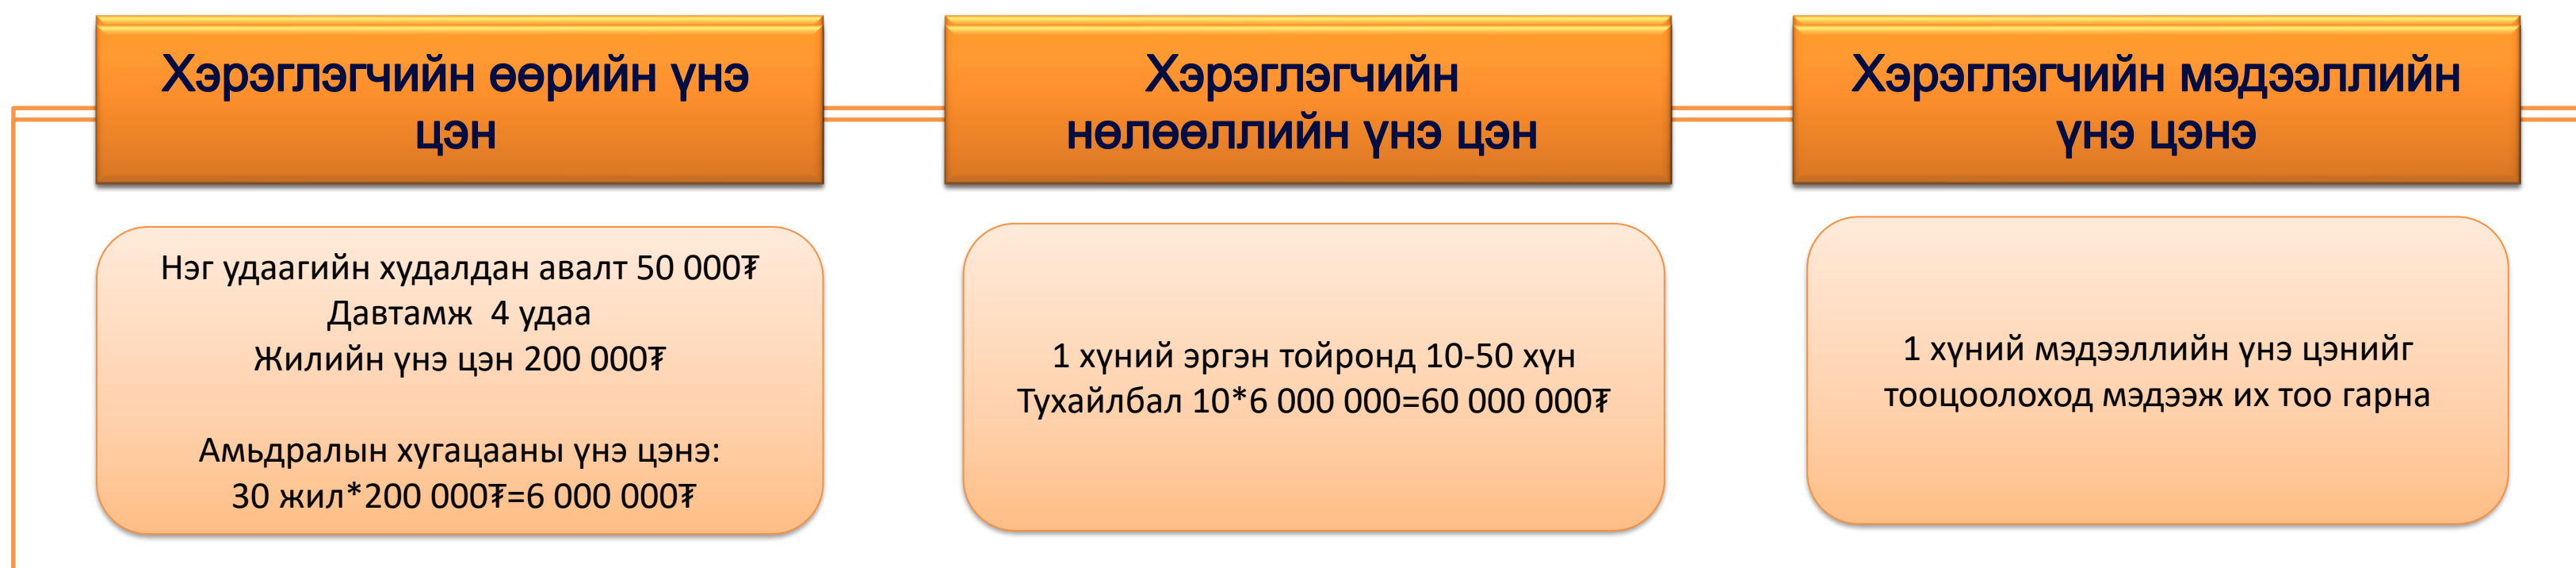 Хэрэглэгчийн өөрийн үнэ
цэн
Нэг удаагийн худалдан авалт 50 000₮
Давтамж  4 удаа
Жилийн үнэ цэн 200 000₮
Амьдралын хугацааны үнэ цэнэ:
30 жил*200 000₮=6 000 000₮
Хэрэглэгчийн
нөлөөллийн үнэ цэн
1 хүний эргэн тойронд 10-50 хүн
Тухайлбал 10*6 000 000=60 000 000₮
Хэрэглэгчийн мэдээллийн
үнэ цэнэ
1 хүний мэдээллийн үнэ цэнийг
тооцоолоход мэдээж их тоо гарна